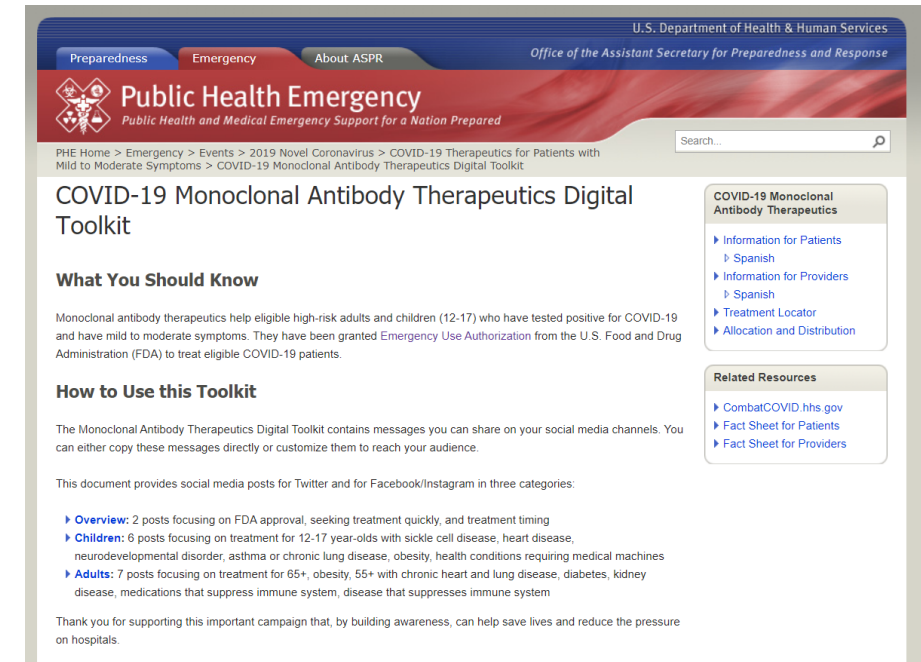 U.S. Department of Health & Human Services
Preparedness
Emergency
About ASPR
Office of the Assistant Secretary for Preparedness and Response
Public Health Emergency
Public Health and Medical Emergency Support for a Nation Prepared
Search...
PHE Home > Emergency > Events > 2019 Novel Coronavirus > COVID-19 Therapeutics for Patients with
Mild to Moderate Symptoms > COVID-19 Monoclonal Antibody Therapeutics Digital Toolkit
COVID-19 Monoclonal Antibody Therapeutics Digital
Toolkit
What You Should Know
Monoclonal antibody therapeutics help eligible high-risk adults and children (12-17) who have tested positive for COVID-19
and have mild to moderate symptoms. They have been granted Emergency Use Authorization from the U.S. Food and Drug
Administration (FDA) to treat eligible COVID-19 patients.
How to Use this Toolkit
The Monoclonal Antibody Therapeutics Digital Toolkit contains messages you can share on your social media channels. You
can either copy these messages directly or customize them to reach your audience.
This document provides social media posts for Twitter and for Facebook/Instagram in three categories:
Overview: 2 posts focusing on FDA approval, seeking treatment quickly, and treatment timing
Children: 6 posts focusing on treatment for 12-17 year-olds with sickle cell disease, heart disease,
neurodevelopmental disorder, asthma or chronic lung disease, obesity, health conditions requiring medical machines
Adults: 7 posts focusing on treatment for 65+, obesity, 55+ with chronic heart and lung disease, diabetes, kidney
disease, medications that suppress immune system, disease that suppresses immune system
Thank you for supporting this important campaign that, by building awareness, can help save lives and reduce the pressure
on hospitals.
COVID-19 Monoclonal
Antibody Therapeutics
Information for Patients
Spanish
Information for Providers
Spanish
Treatment Locator
Allocation and Distribution
Related Resources
CombatCOVID.hhs.gov
Fact Sheet for Patients
Fact Sheet for Providers